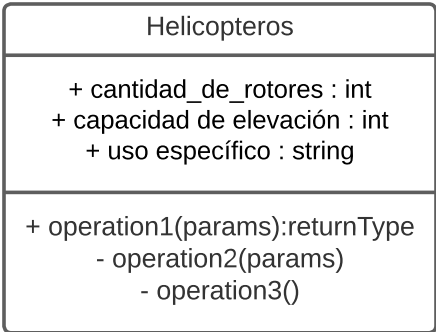 Helicopteros
+ cantidad_de_rotores : int
+ capacidad de elevación : int
+ uso específico : string
+ operation1(params):returnType
- operation2(params)
- operation3()